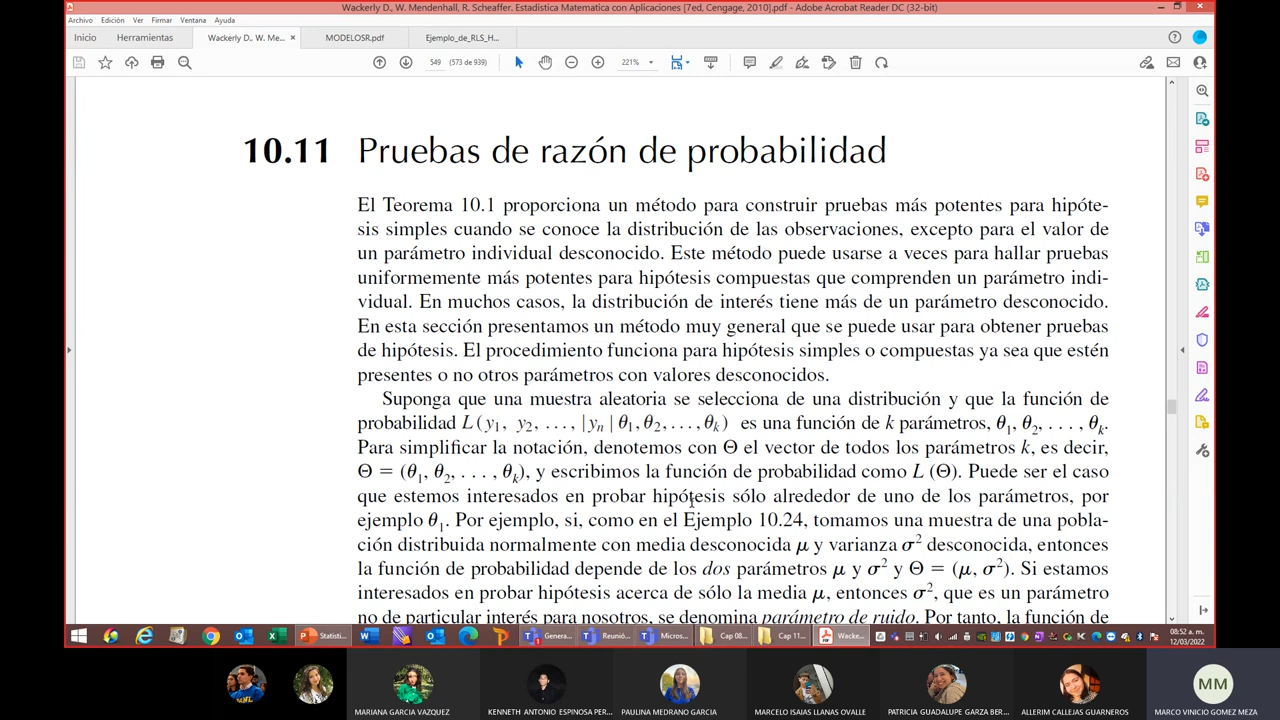 Wackerly D., W. Mendenhall, R. Scheaffer. Estadística Matematica con Aplicaciones [7ed, Cengage, 2010].pdf - Adobe Acrobat Reader DC (32-bit)
Archivo Edición Ver Firmar Ventana Ayuda
Inicio Herramientas Wackerly D., W. Me... × MODELOSR.pdf Ejemplo_de_RLS_H...
549 (573 de 939) 221%
10.11 Pruebas de razón de probabilidad
El Teorema 10.1 proporciona un método para construir pruebas más potentes para hipóte-
sis simples cuando se conoce la distribución de las observaciones, excepto para el valor de
un parámetro individual desconocido. Este método puede usarse a veces para hallar pruebas
uniformemente más potentes para hipótesis compuestas que comprenden un parámetro indi-
vidual. En muchos casos, la distribución de interés tiene más de un parámetro desconocido.
En esta sección presentamos un método muy general que se puede usar para obtener pruebas
de hipótesis. El procedimiento funciona para hipótesis simples o compuestas ya sea que estén
presentes o no otros parámetros con valores desconocidos.
Suponga que una muestra aleatoria se selecciona de una distribución y que la función de
probabilidad L(y₁, y₂, ..., |yₙ | θ₁, θ₂, ..., θₖ) es una función de k parámetros, θ₁, θ₂, . . . , θₖ.
Para simplificar la notación, denotemos con Θ el vector de todos los parámetros k, es decir,
Θ = (θ₁, θ₂, . . . , θₖ), y escribimos la función de probabilidad como L (Θ). Puede ser el caso
que estemos interesados en probar hipótesis sólo alrededor de uno de los parámetros, por
ejemplo θ₁. Por ejemplo, si, como en el Ejemplo 10.24, tomamos una muestra de una pobla-
ción distribuida normalmente con media desconocida μ y varianza σ² desconocida, entonces
la función de probabilidad depende de los dos parámetros μ y σ² y Θ = (μ, σ²). Si estamos
interesados en probar hipótesis acerca de sólo la media μ, entonces σ², que es un parámetro
no de particular interés para nosotros, se denomina parámetro de ruido. Por tanto, la función de
Statisti... Genera... Reunió... Micros... Cap 08... Cap 11... Wacke...
08:52 a. m.
12/03/2022
MM
MARIANA GARCIA VAZQUEZ KENNETH ANTONIO ESPINOSA PER... PAULINA MEDRANO GARCIA MARCELO ISAIAS LLANAS OVALLE PATRICIA GUADALUPE GARZA BER... ALLERIM CALLEJAS GUARNEROS MARCO VINICIO GOMEZ MEZA